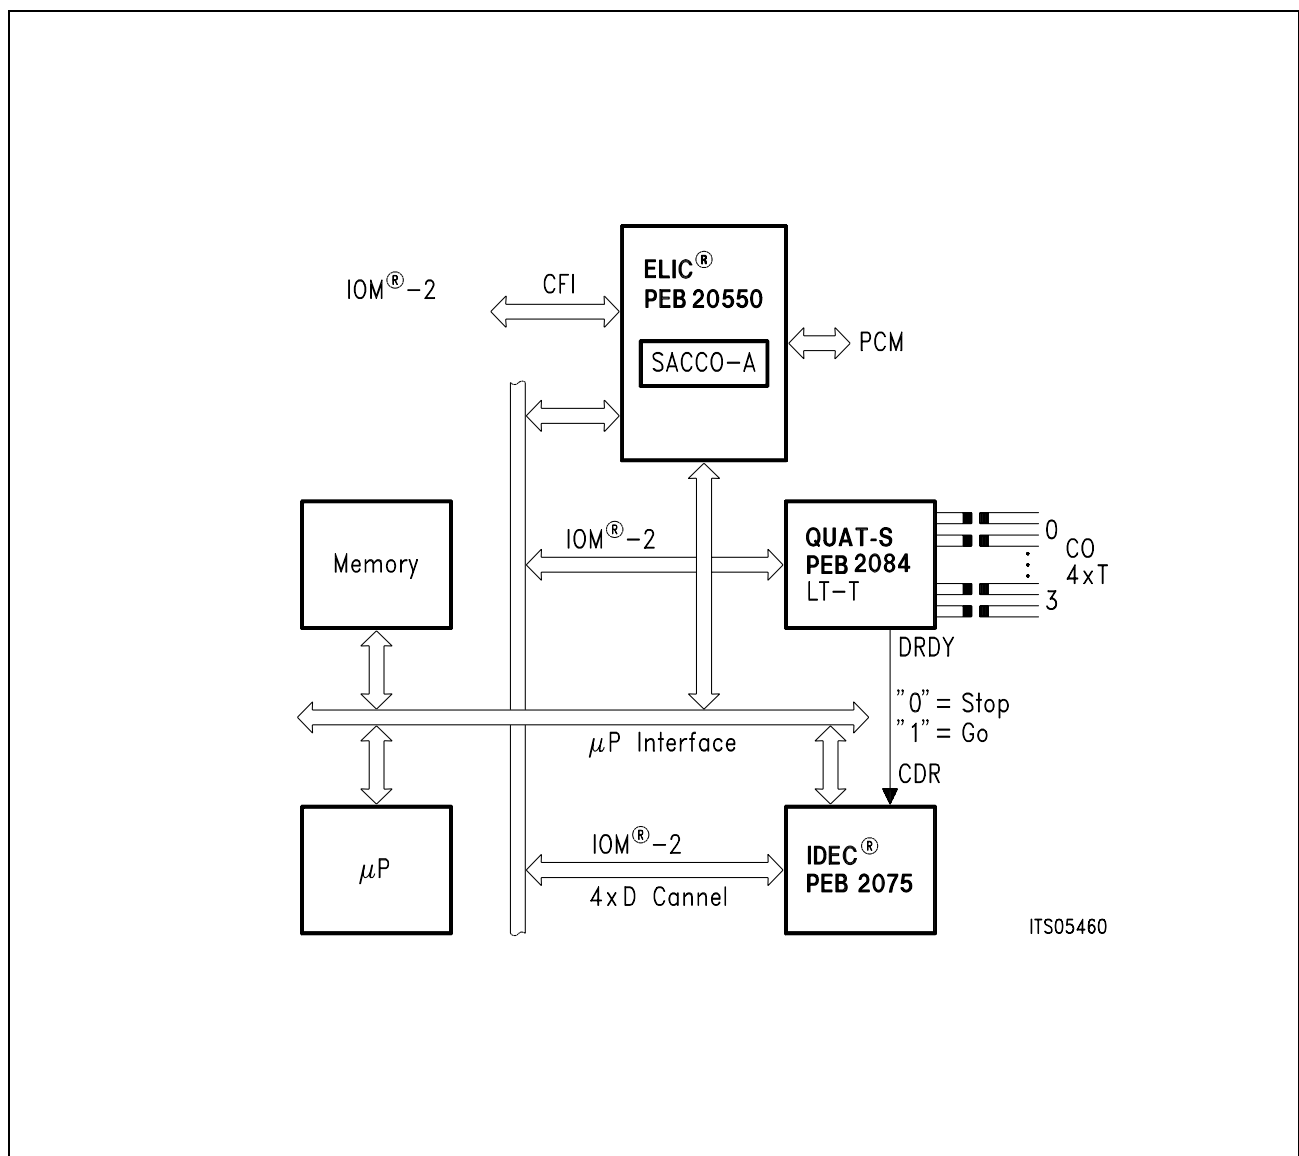 ELIC®
PEB 20550
IOM®-2
CFI
SACCO-A
PCM
Memory
IOM®-2
QUAT-S
PEB 2084
LT-T
0
CO
4xT
3
DRDY
"0" = Stop
"1" = Go
μP Interface
CDR
μP
IOM®-2
4xD Cannel
IDEC®
PEB 2075
ITS05460